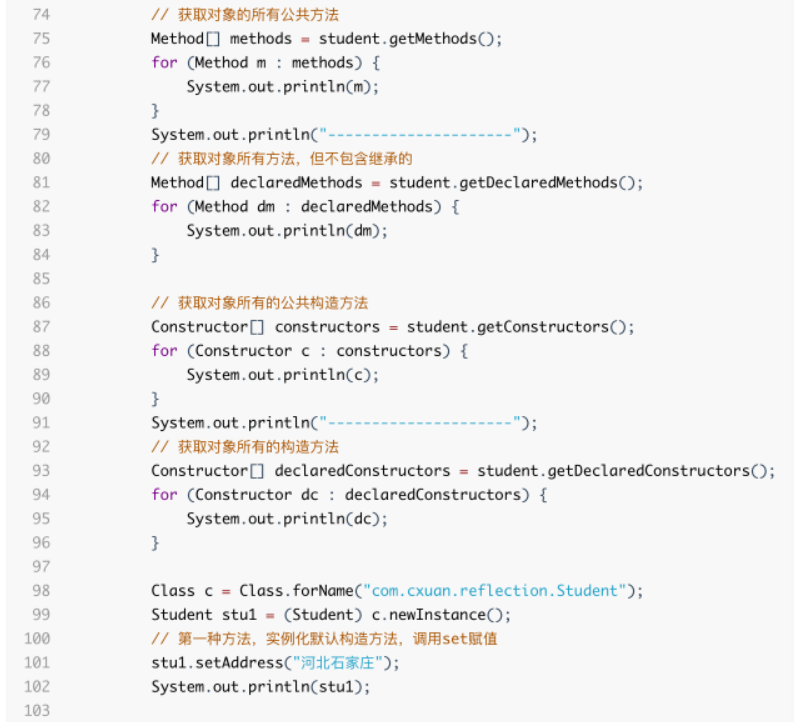 74 // 获取对象的所有公共方法
75 Method[] methods = student.getMethods();
76 for (Method m : methods) {
77 System.out.println(m);
78 }
79 System.out.println("---------------------");
80 // 获取对象所有方法，但不包含继承的
81 Method[] declaredMethods = student.getDeclaredMethods();
82 for (Method dm : declaredMethods) {
83 System.out.println(dm);
84 }
85
86 // 获取对象所有的公共构造方法
87 Constructor[] constructors = student.getConstructors();
88 for (Constructor c : constructors) {
89 System.out.println(c);
90 }
91 System.out.println("---------------------");
92 // 获取对象所有的构造方法
93 Constructor[] declaredConstructors = student.getDeclaredConstructors();
94 for (Constructor dc : declaredConstructors) {
95 System.out.println(dc);
96 }
97
98 Class c = Class.forName("com.cxuan.reflection.Student");
99 Student stu1 = (Student) c.newInstance();
100 // 第一种方法，实例化默认构造方法，调用set赋值
101 stu1.setAddress("河北石家庄");
102 System.out.println(stu1);
103